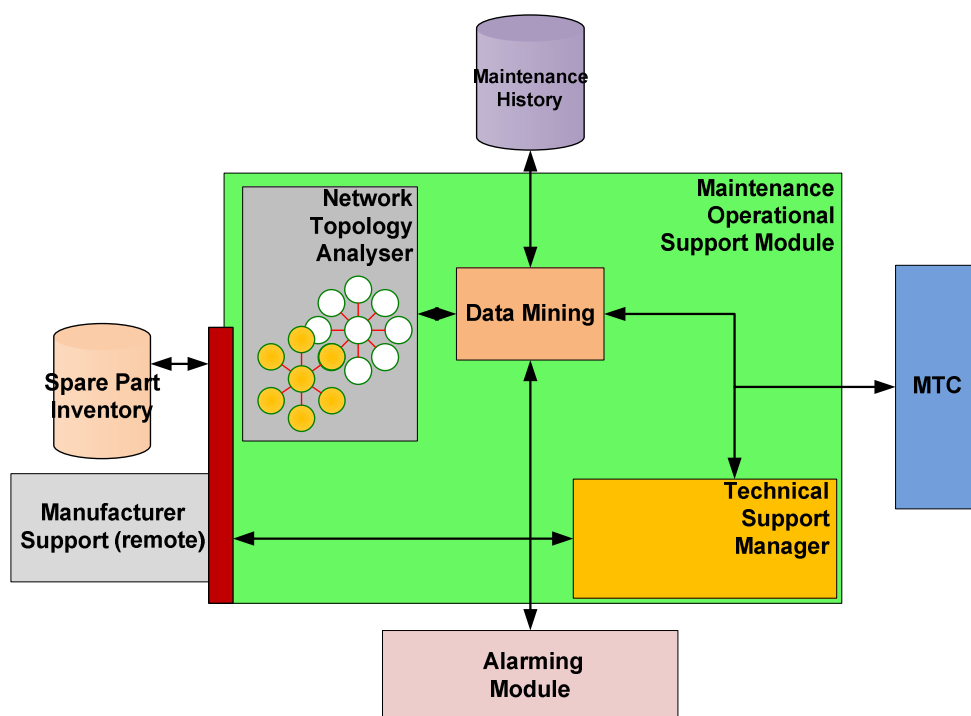 Maintenance
History
Network
Topology
Analyser
Maintenance
Operational
Support Module
Data Mining
Spare Part
Inventory
MTC
Manufacturer
Support (remote)
Technical
Support
Manager
Alarming
Module